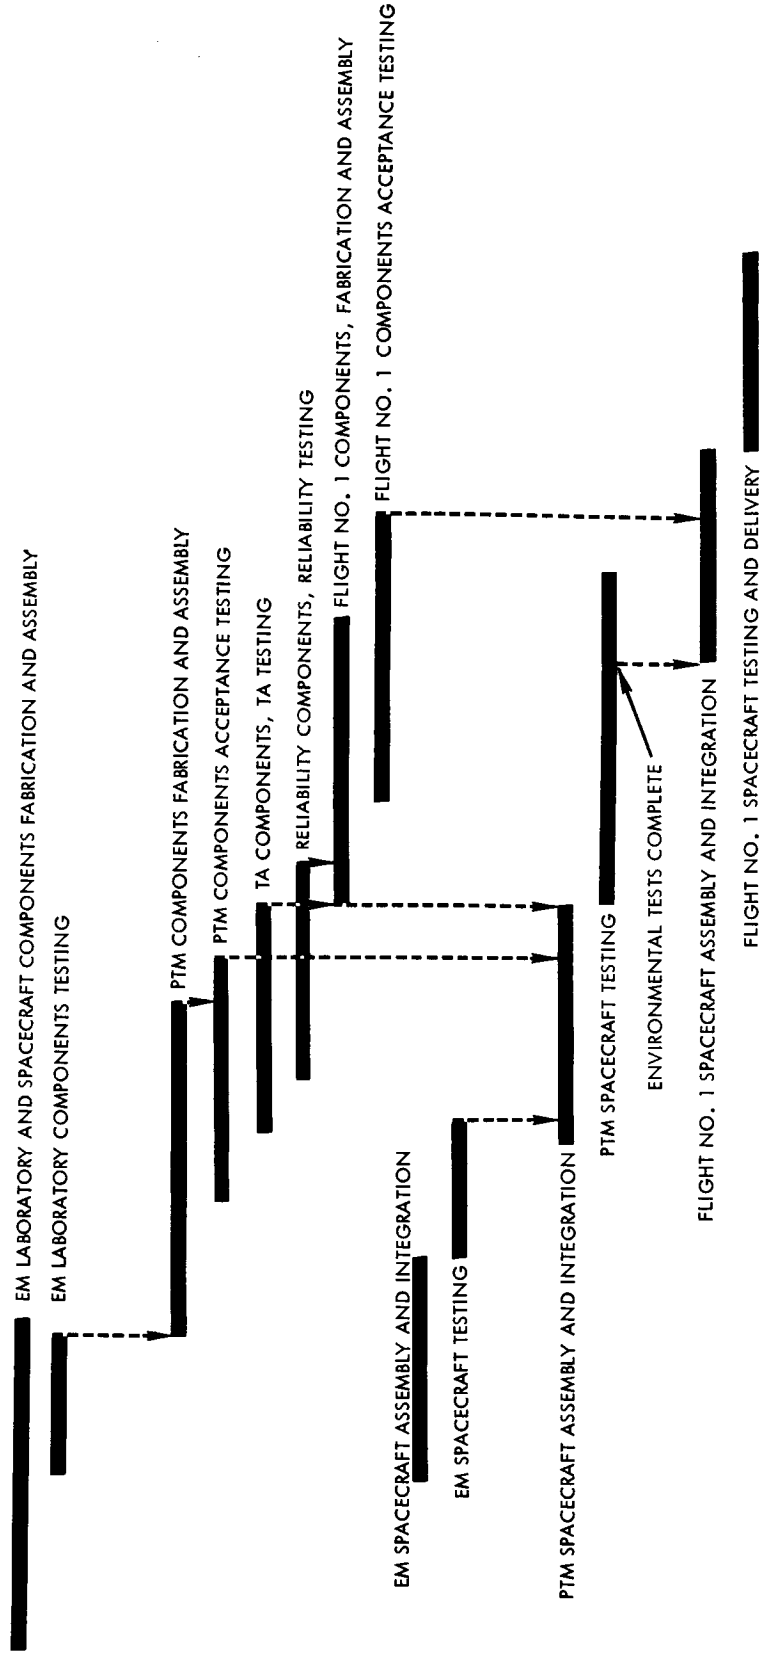 EM LABORATORY AND SPACECRAFT COMPONENTS FABRICATION AND ASSEMBLY
EM LABORATORY COMPONENTS TESTING
PTM COMPONENTS FABRICATION AND ASSEMBLY
PTM COMPONENTS ACCEPTANCE TESTING
TA COMPONENTS, TA TESTING
RELIABILITY COMPONENTS, RELIABILITY TESTING
FLIGHT NO. 1 COMPONENTS, FABRICATION AND ASSEMBLY
FLIGHT NO. 1 COMPONENTS ACCEPTANCE TESTING
EM SPACECRAFT ASSEMBLY AND INTEGRATION
EM SPACECRAFT TESTING
PTM SPACECRAFT ASSEMBLY AND INTEGRATION
PTM SPACECRAFT TESTING
ENVIRONMENTAL TESTS COMPLETE
FLIGHT NO. 1 SPACECRAFT ASSEMBLY AND INTEGRATION
FLIGHT NO. 1 SPACECRAFT TESTING AND DELIVERY